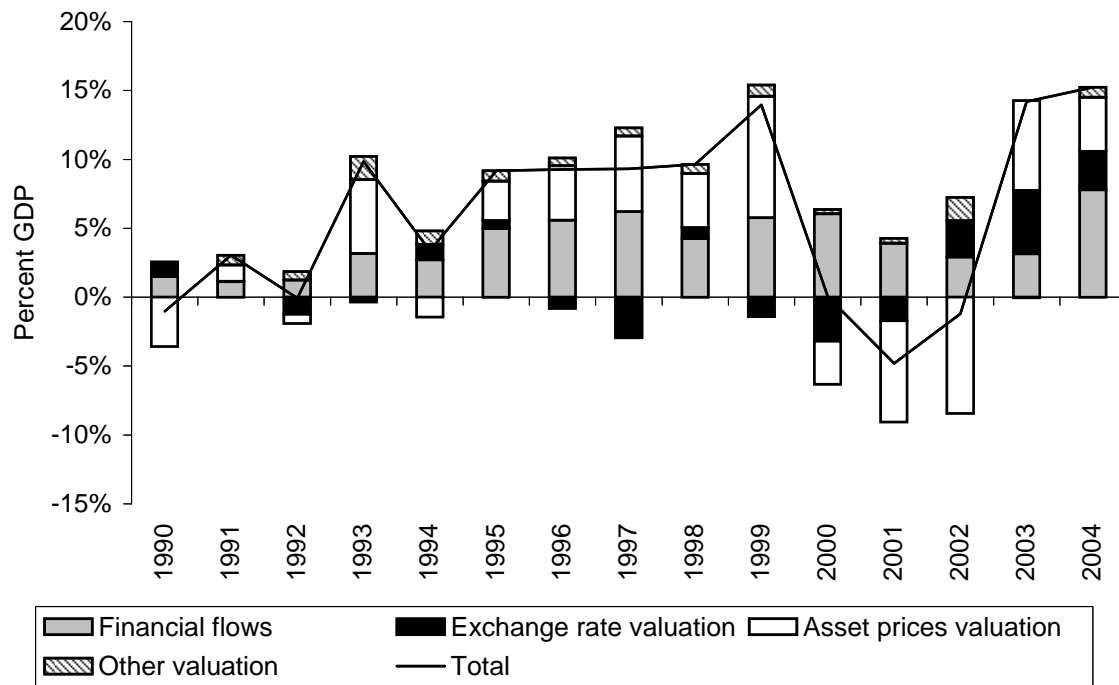 20%
15%
10%
5%
0%
-5%
-10%
-15%
Percent GDP
1990 1991 1992 1993 1994 1995 1996 1997 1998 1999 2000 2001 2002 2003 2004
Financial flows Exchange rate valuation Asset prices valuation
Other valuation Total